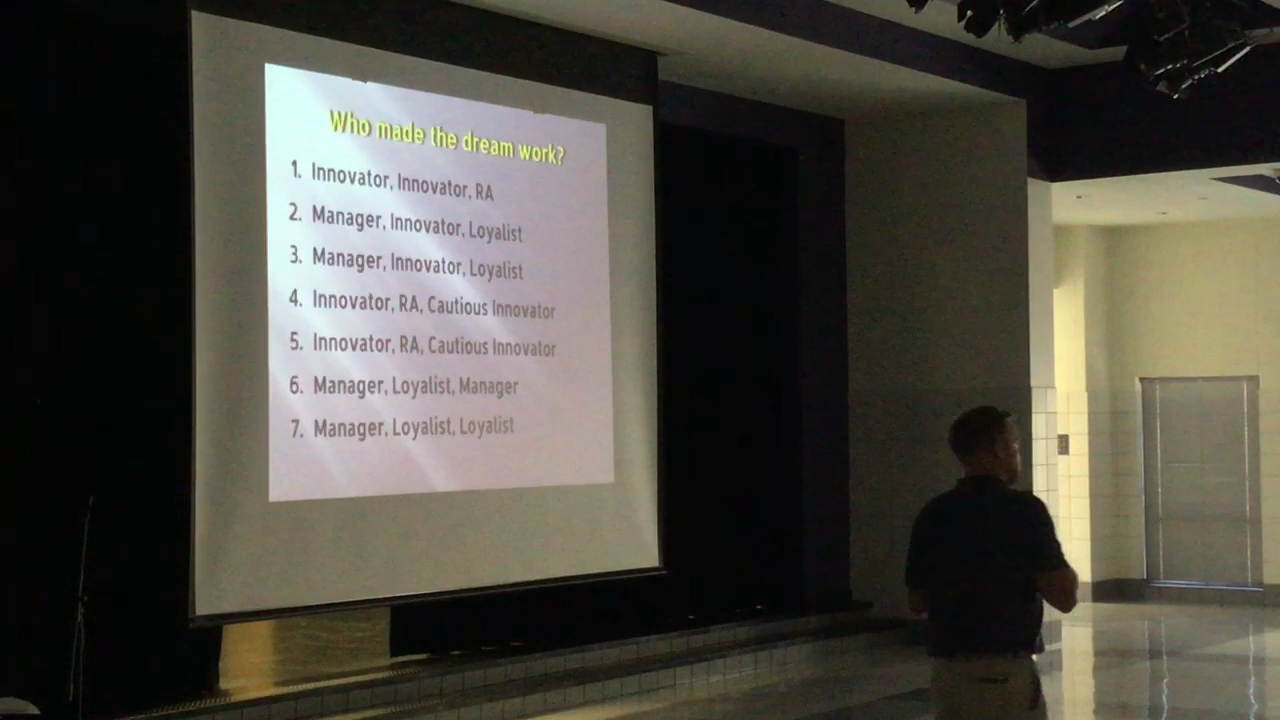 Who made the dream work?
1. Innovator, Innovator, RA
2. Manager, Innovator, Loyalist
3. Manager, Innovator, Loyalist
4. Innovator, RA, Cautious Innovator
5. Innovator, RA, Cautious Innovator
6. Manager, Loyalist, Manager
7. Manager, Loyalist, Loyalist